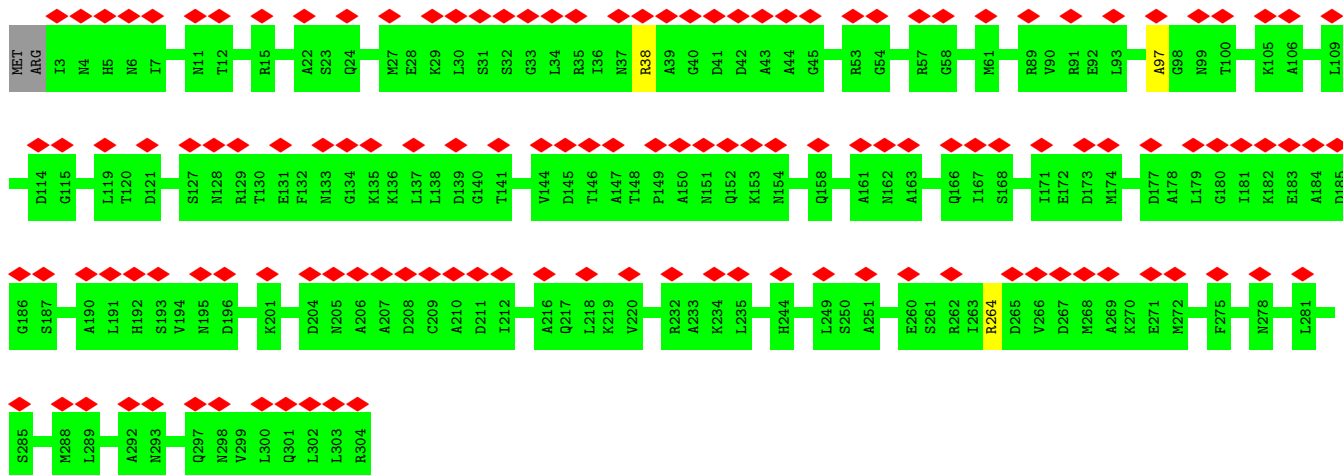 MET ARG I3 N4 H5 N6 I7 N11 T12 R15 A22 S23 Q24 M27 E28 K29 L30 S31 S32 G33 L34 R35 I36 N37 R38 A39 G40 D41 D42 A43 A44 G45 R53 G54 R57 G58 M61 R89 V90 R91 E92 L93 A97 G98 N99 T100 K105 A106 L109
D114 G115 L119 T120 D121 S127 N128 R129 T130 E131 F132 N133 G134 K135 K136 L137 L138 D139 G140 T141 V144 D145 T146 A147 T148 P149 A150 N151 Q152 K153 N154 Q158 A161 N162 A163 Q166 I167 S168 I171 E172 D173 M174 D177 A178 L179 G180 I181 K182 E183 A184 D185
G186 S187 A190 L191 H192 S193 V194 N195 D196 K201 D204 N205 A206 A207 D208 C209 A210 D211 I212 A216 Q217 L218 K219 V220 R232 A233 K234 L235 H244 L249 S250 A251 E260 S261 R262 I263 R264 D265 V266 D267 M268 A269 K270 E271 M272 F275 N278 L281
S285 M288 L289 A292 N293 Q297 N298 V299 L300 Q301 L302 L303 R304